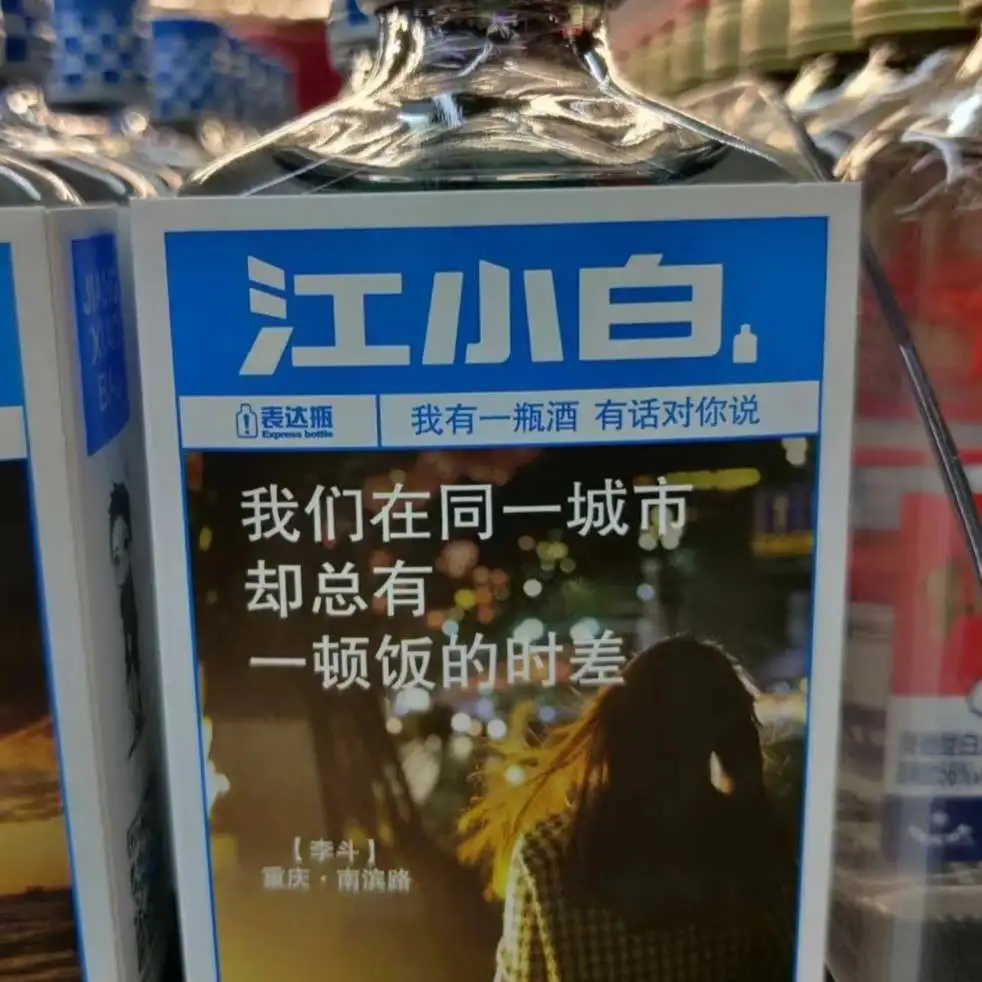 江小白
表达瓶
Express bottle
我有一瓶酒 有话对你说
我们在同一城市
却总有
一顿饭的时差
【李斗】
重庆·南滨路